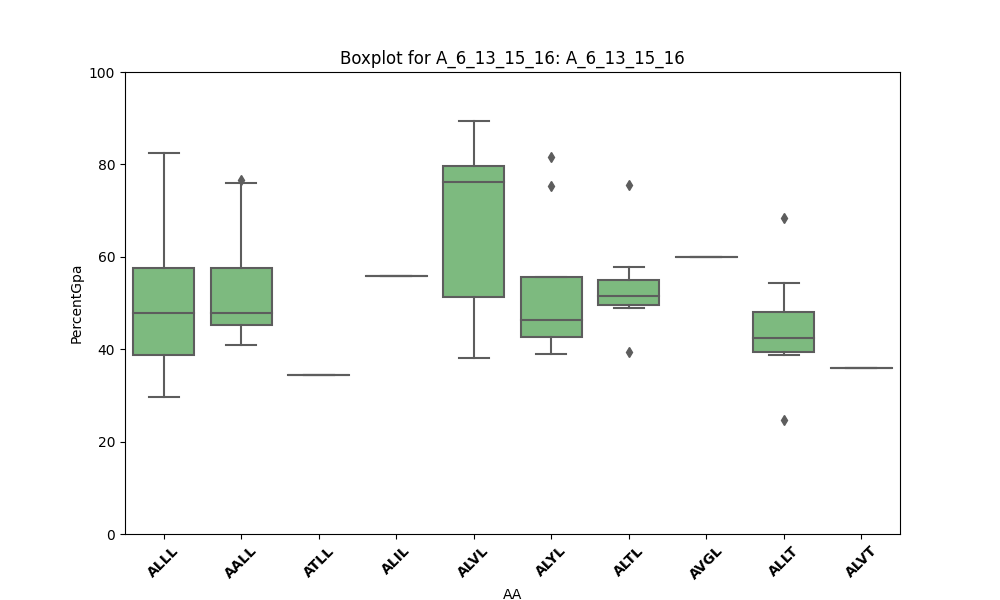 Boxplot for A_6_13_15_16: A_6_13_15_16
100
80
60
40
20
0
PercentGpa
ALLL AALL ATLL ALIL ALVL ALYL ALTL AVGL ALLT ALVT
AA